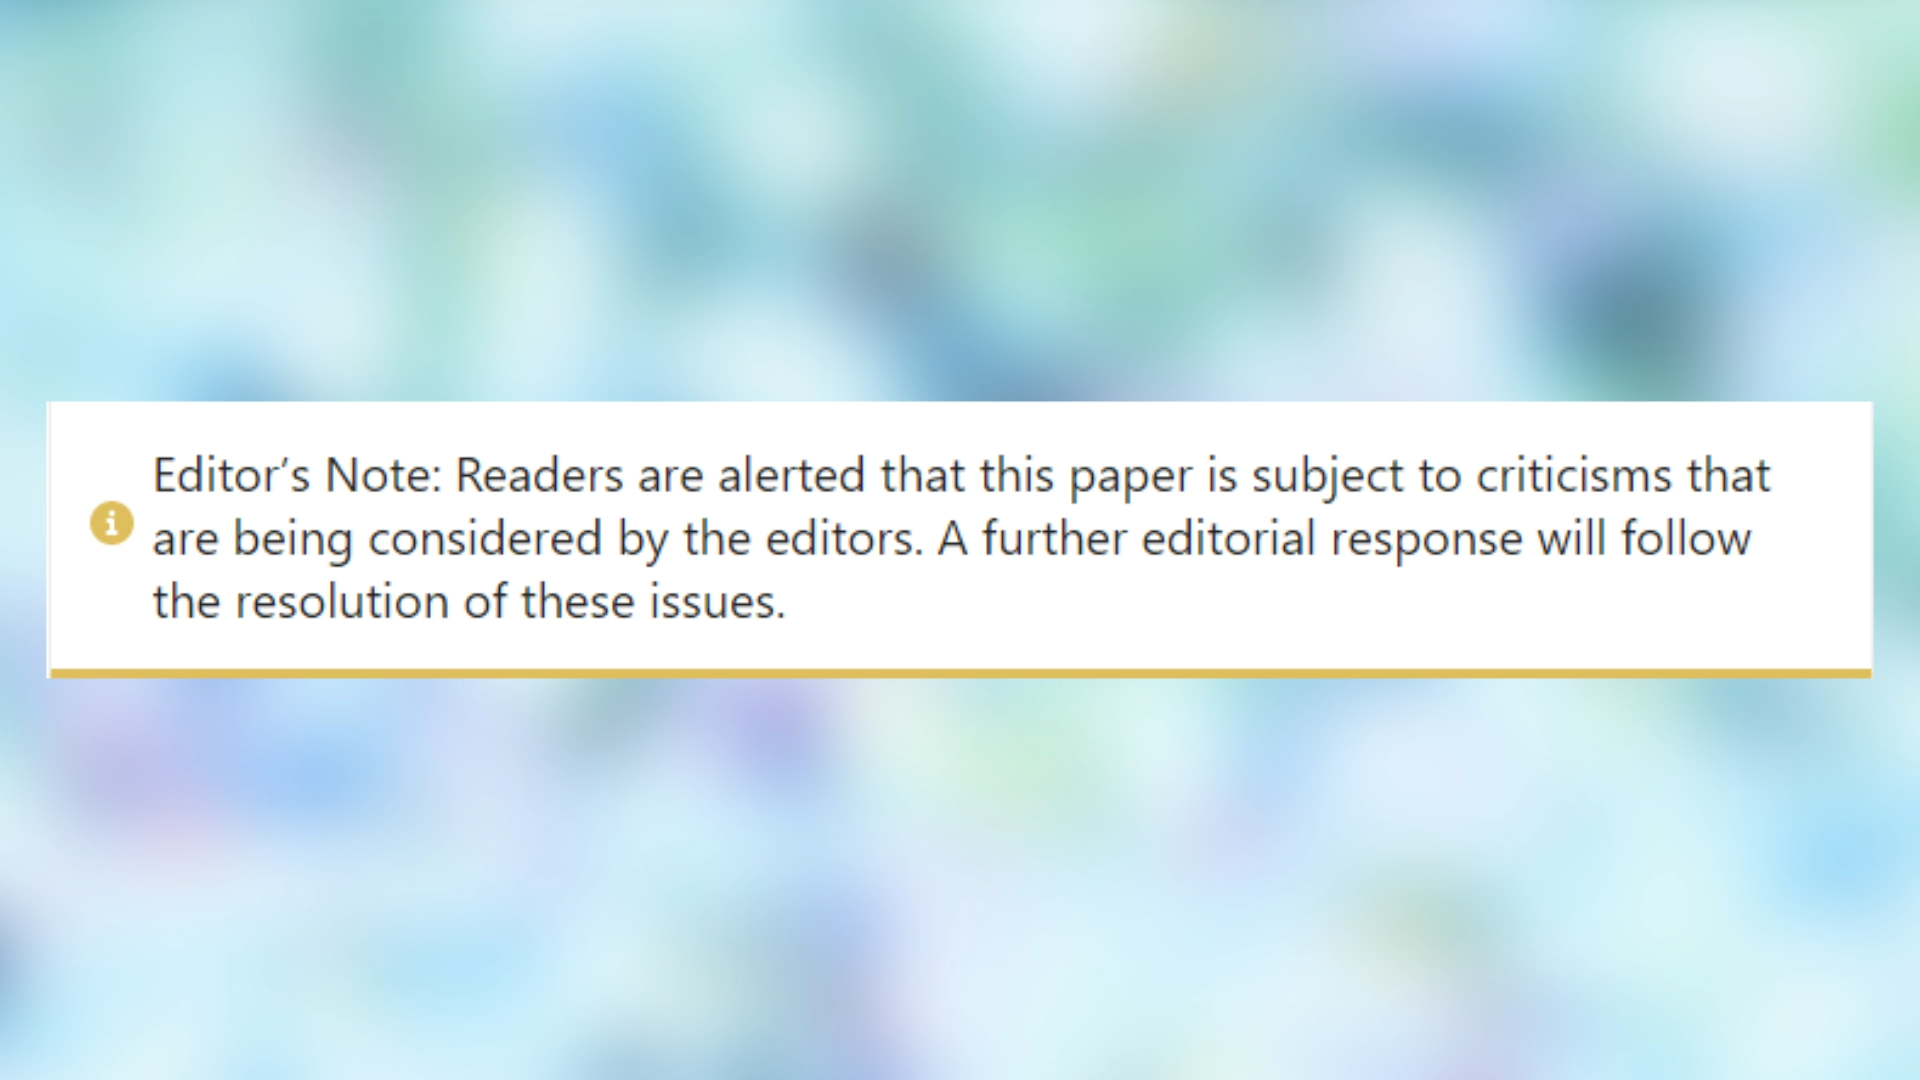 Editor’s Note: Readers are alerted that this paper is subject to criticisms that
are being considered by the editors. A further editorial response will follow
the resolution of these issues.